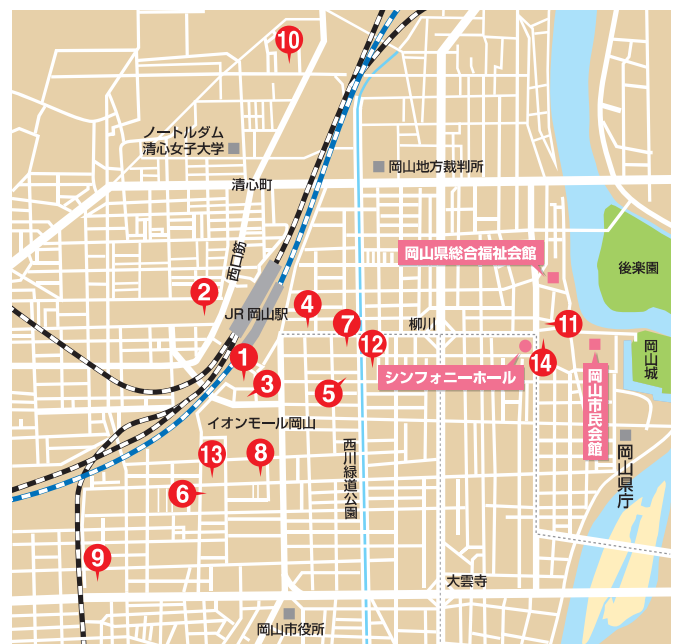 10
ノートルダム
清心女子大学
岡山地方裁判所
清心町
西口筋
岡山県総合福祉会館
後楽園
2
JR岡山駅
4
7
柳川
11
12
14
岡山城
1
3
5
シンフォニーホール
岡山市民会館
イオンモール岡山
13
8
西川緑道公園
岡山県庁
6
9
大雲寺
岡山市役所